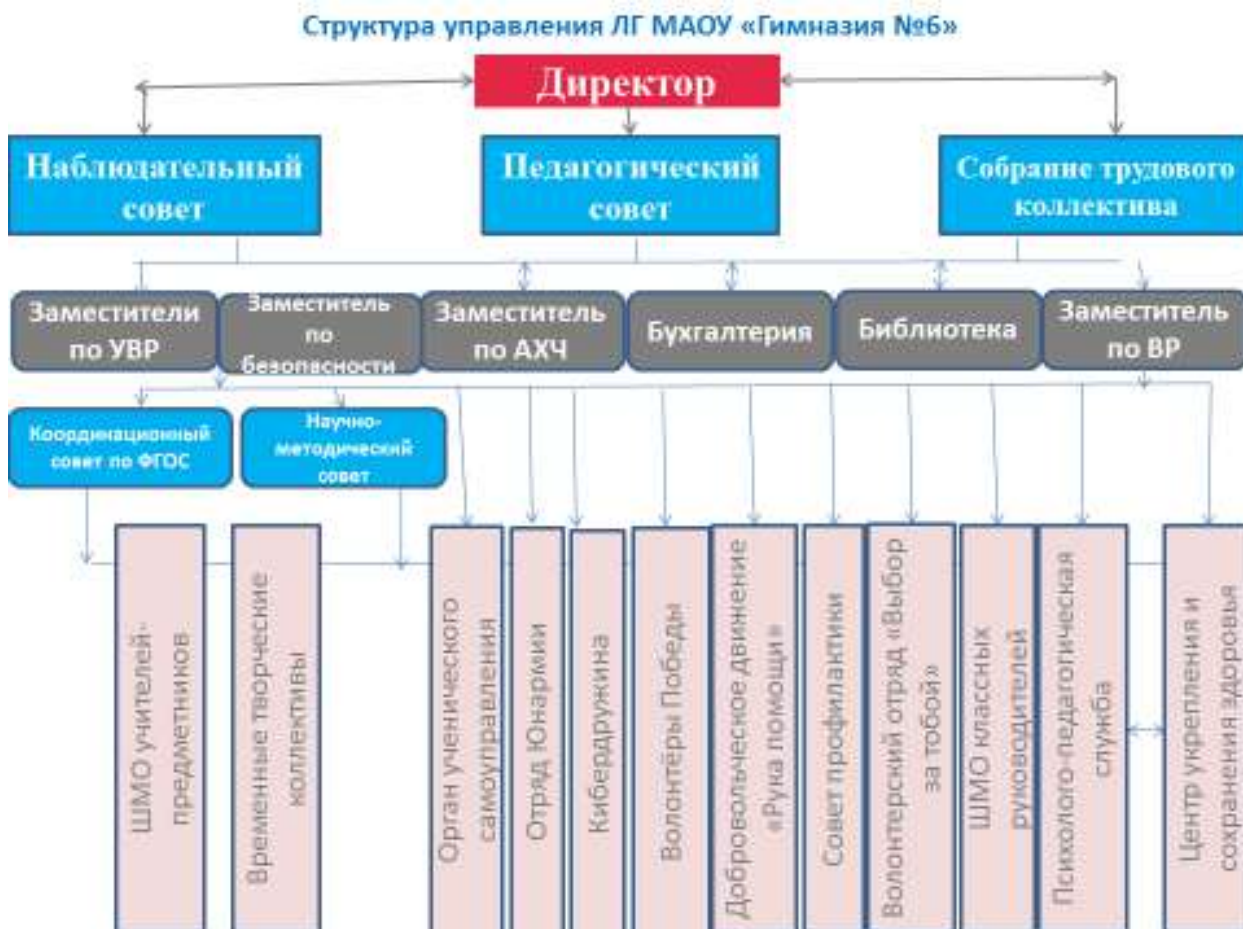 Структура управления ЛГ МАОУ «Гимназия №6»
Директор
Наблюдательный
совет
Педагогический
совет
Собрание трудового
коллектива
Заместители
по УВР
Заместитель
по
безопасности
Заместитель
по АХЧ
Бухгалтерия
Библиотека
Заместитель
по ВР
Координационный
совет по ФГОС
Научно-
методический
совет
ШМО учителей-
предметников
Временные творческие
коллективы
Орган ученического
самоуправления
Отряд Юнармии
Кибердружина
Волонтёры Победы
Добровольческое движение
«Рука помощи»
Совет профилактики
Волонтерский отряд «Выбор
за тобой»
ШМО классных
руководителей
Психолого-педагогическая
служба
Центр укрепления и
сохранения здоровья